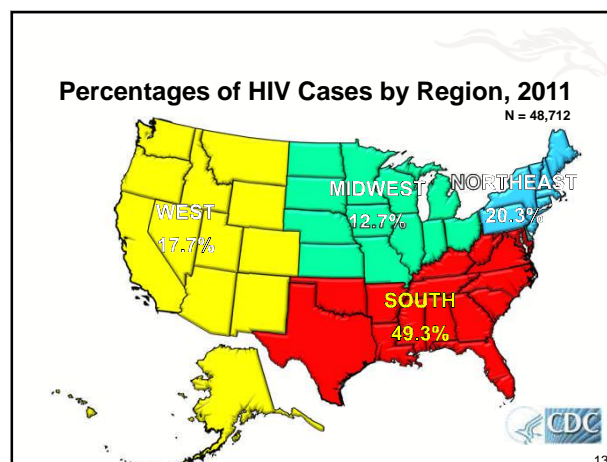 Percentages of HIV Cases by Region, 2011
N = 48,712
MIDWEST
12.7%
NORTHEAST
20.3%
WEST
17.7%
SOUTH
49.3%
CDC
13